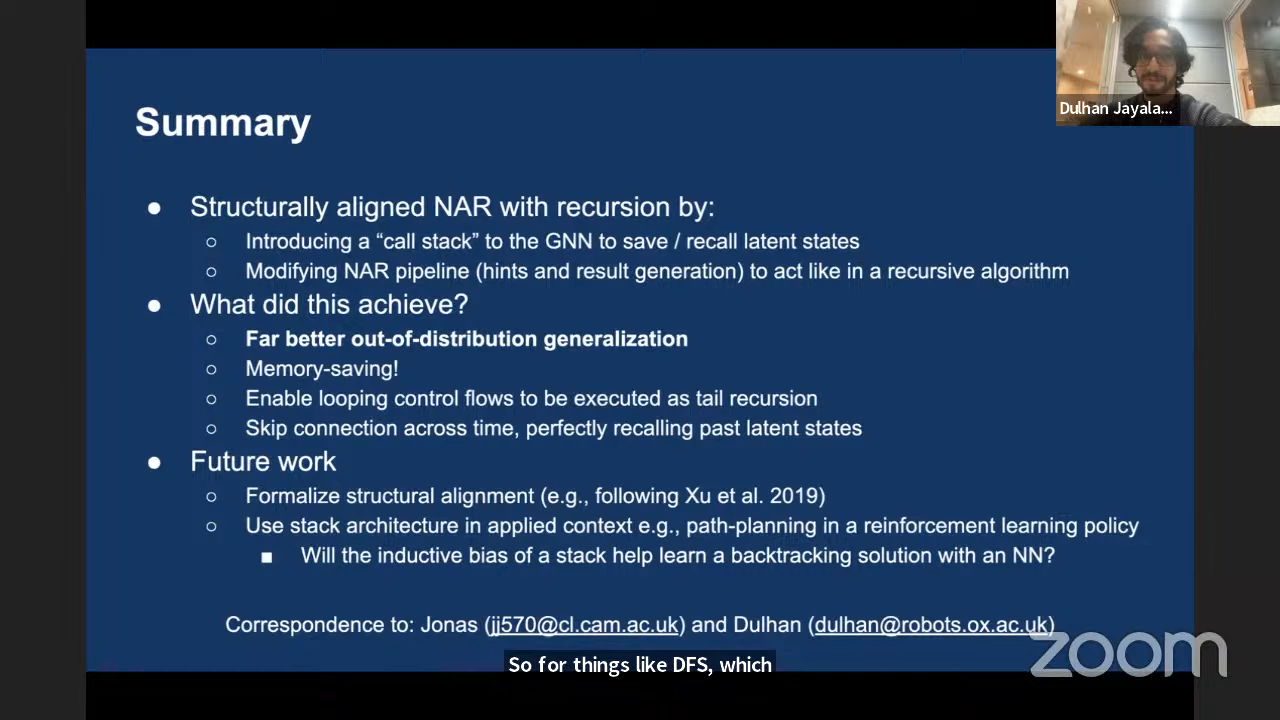 Dulhan Jayala...
Summary
● Structurally aligned NAR with recursion by:
○ Introducing a “call stack” to the GNN to save / recall latent states
○ Modifying NAR pipeline (hints and result generation) to act like in a recursive algorithm
● What did this achieve?
○ Far better out-of-distribution generalization
○ Memory-saving!
○ Enable looping control flows to be executed as tail recursion
○ Skip connection across time, perfectly recalling past latent states
● Future work
○ Formalize structural alignment (e.g., following Xu et al. 2019)
○ Use stack architecture in applied context e.g., path-planning in a reinforcement learning policy
■ Will the inductive bias of a stack help learn a backtracking solution with an NN?
Correspondence to: Jonas (jj570@cl.cam.ac.uk) and Dulhan (dulhan@robots.ox.ac.uk)
zoom
So for things like DFS, which